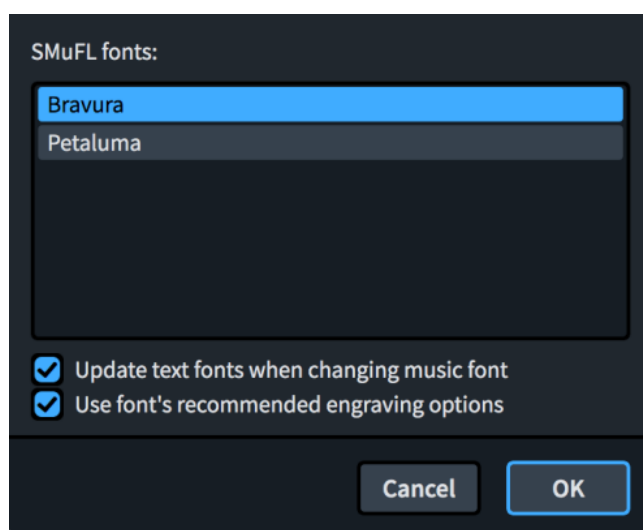 SMuFL fonts:
Bravura
Petaluma
Update text fonts when changing music font
Use font's recommended engraving options
Cancel OK